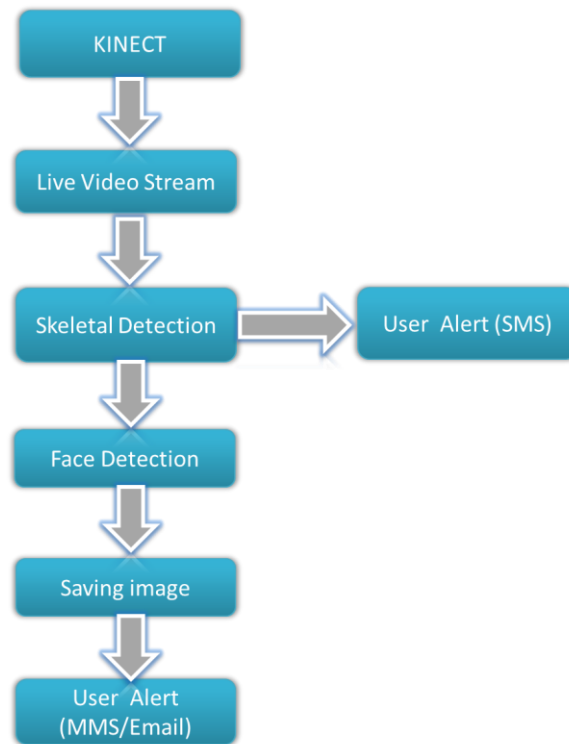 KINECT
Live Video Stream
Skeletal Detection
User Alert (SMS)
Face Detection
Saving image
User Alert
(MMS/Email)